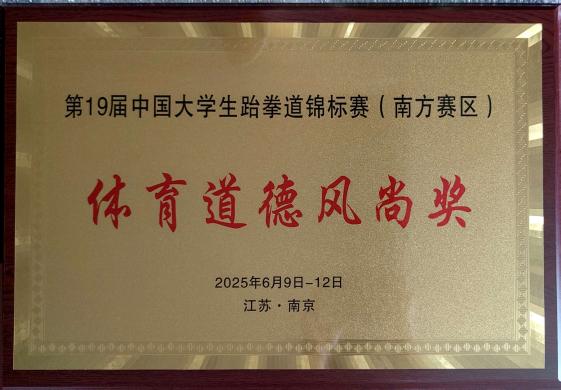 第19届中国大学生跆拳道锦标赛（南方赛区）
体育道德风尚奖
2025年6月9日-12日
江苏·南京